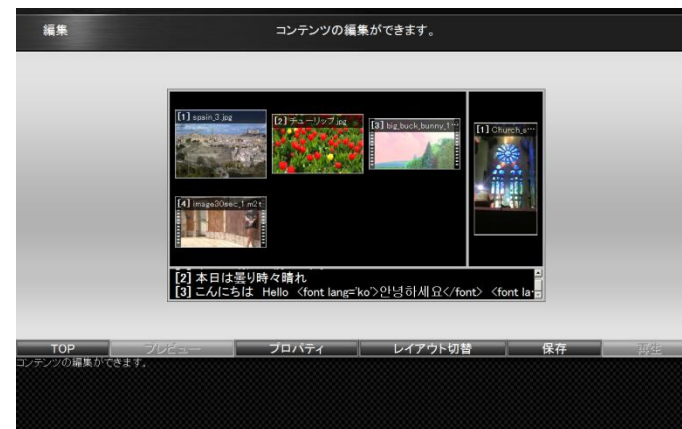 編集
コンテンツの編集ができます。
[1] spain_3.jpg
[2] チューリップ.jpg
[3] big_buck_bunny_1…
[1] Church_s…
[4] image30sec_1.m2t
[2] 本日は曇り時々晴れ
[3] こんにちは Hello <font lang='ko'>안녕하세요</font> <font la…
TOP
プレビュー
プロパティ
レイアウト切替
保存
再生
コンテンツの編集ができます。